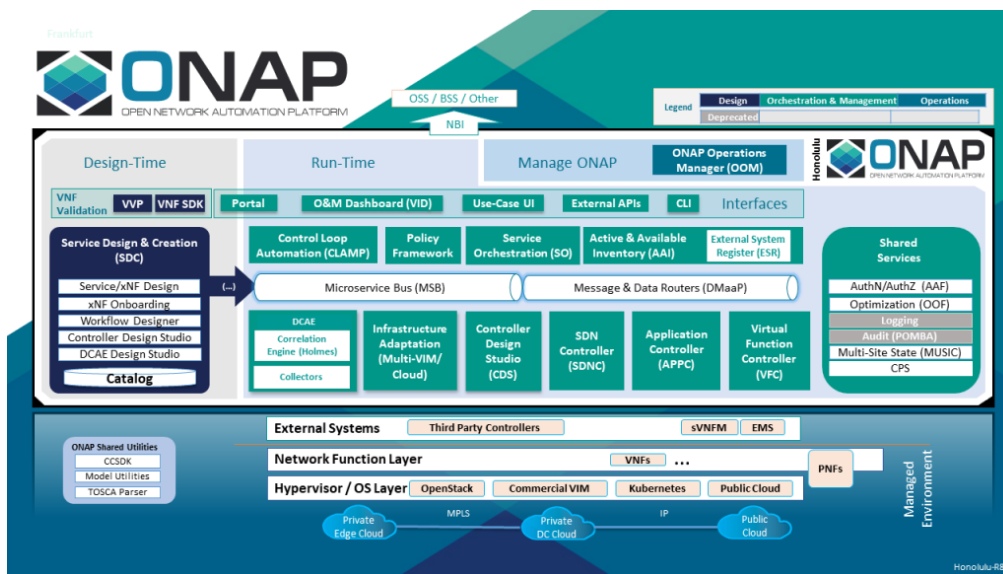 Frankfurt
ONAP
OPEN NETWORK AUTOMATION PLATFORM
OSS / BSS / Other
NBI
Legend
Design
Orchestration & Management
Operations
Deprecated
Design-Time
Run-Time
Manage ONAP
ONAP Operations
Manager (OOM)
Honolulu
ONAP
OPEN NETWORK AUTOMATION PLATFORM
VNF
Validation
VVP
VNF SDK
Portal
O&M Dashboard (VID)
Use-Case UI
External APIs
CLI
Interfaces
Service Design & Creation
(SDC)
Service/xNF Design
xNF Onboarding
Workflow Designer
Controller Design Studio
DCAE Design Studio
Catalog
(...)
Control Loop
Automation (CLAMP)
Policy
Framework
Service
Orchestration (SO)
Active & Available
Inventory (AAI)
External System
Register (ESR)
Microservice Bus (MSB)
Message & Data Routers (DMaaP)
DCAE
Correlation
Engine (Holmes)
Collectors
Infrastructure
Adaptation
(Multi-VIM/
Cloud)
Controller
Design
Studio
(CDS)
SDN
Controller
(SDNC)
Application
Controller
(APPC)
Virtual
Function
Controller
(VFC)
Shared
Services
AuthN/AuthZ (AAF)
Optimization (OOF)
Logging
Audit (POMBA)
Multi-Site State (MUSIC)
CPS
ONAP Shared Utilities
CCSDK
Model Utilities
TOSCA Parser
External Systems
Third Party Controllers
sVNFM
EMS
Network Function Layer
VNFs
...
PNFs
Hypervisor / OS Layer
OpenStack
Commercial VIM
Kubernetes
Public Cloud
Managed
Environment
Private
Edge Cloud
MPLS
Private
DC Cloud
IP
Public
Cloud